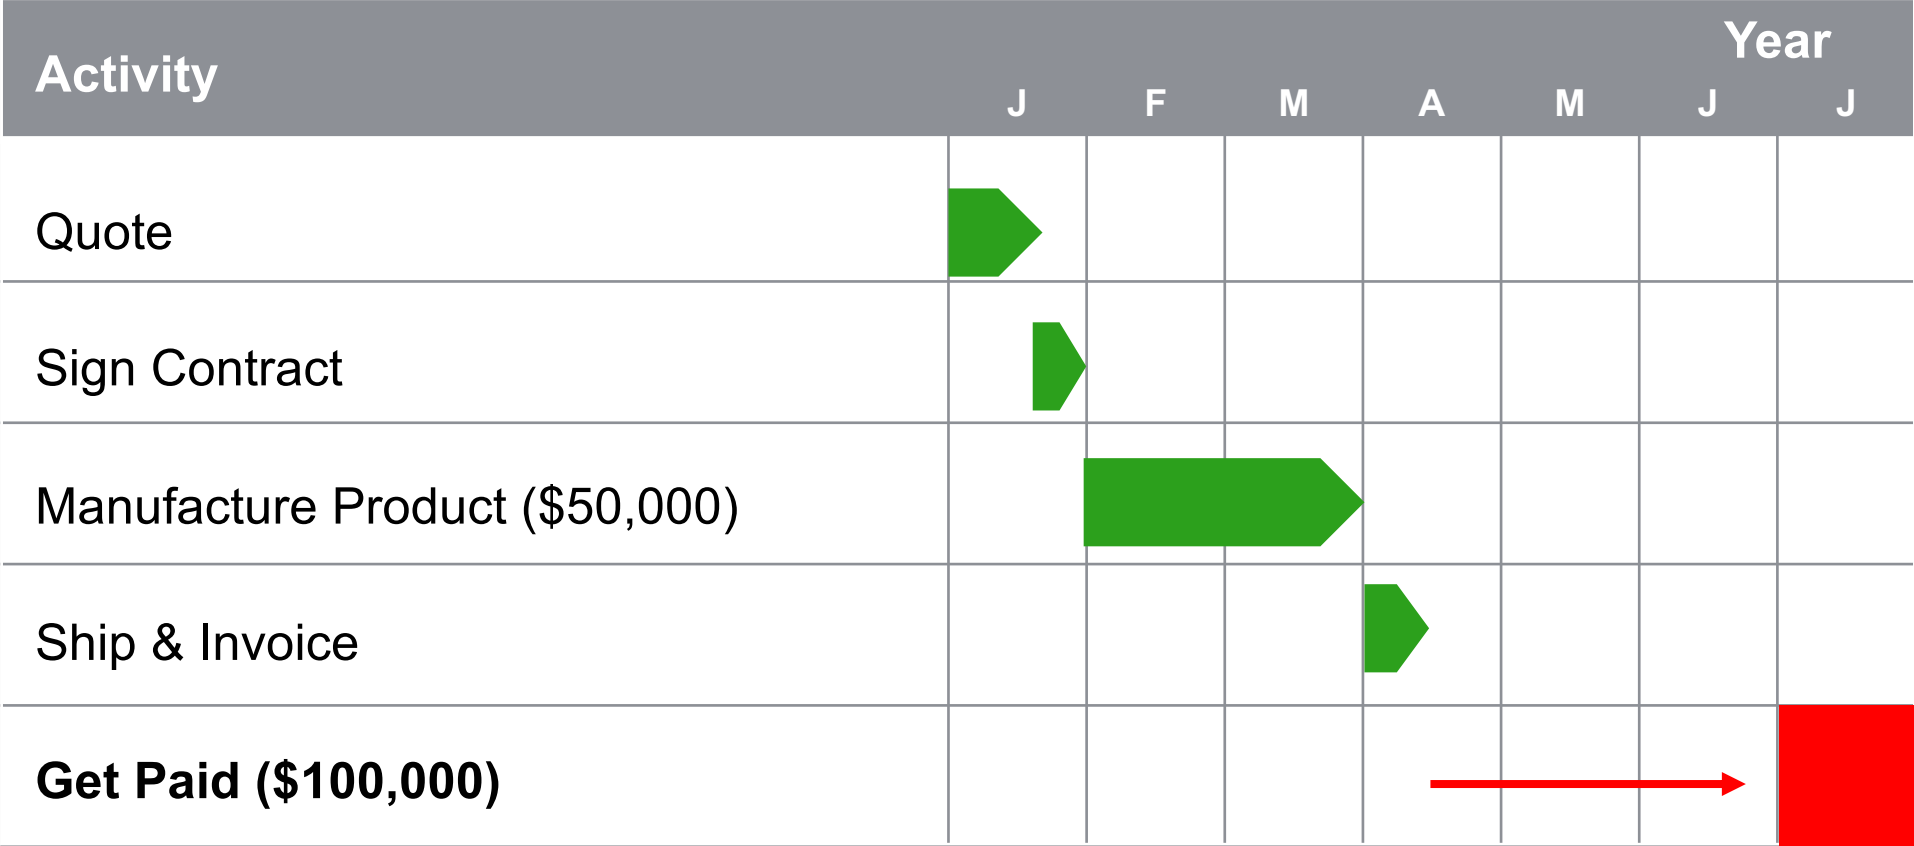 Year
Activity
J F M A M J J
Quote
Sign Contract
Manufacture Product ($50,000)
Ship & Invoice
Get Paid ($100,000)